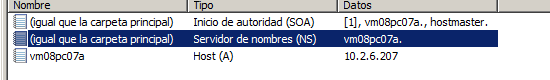 Nombre Tipo Datos
(igual que la carpeta principal) Inicio de autoridad (SOA) [1], vm08pc07a., hostmaster.
(igual que la carpeta principal) Servidor de nombres (NS) vm08pc07a.
vm08pc07a Host (A) 10.2.6.207